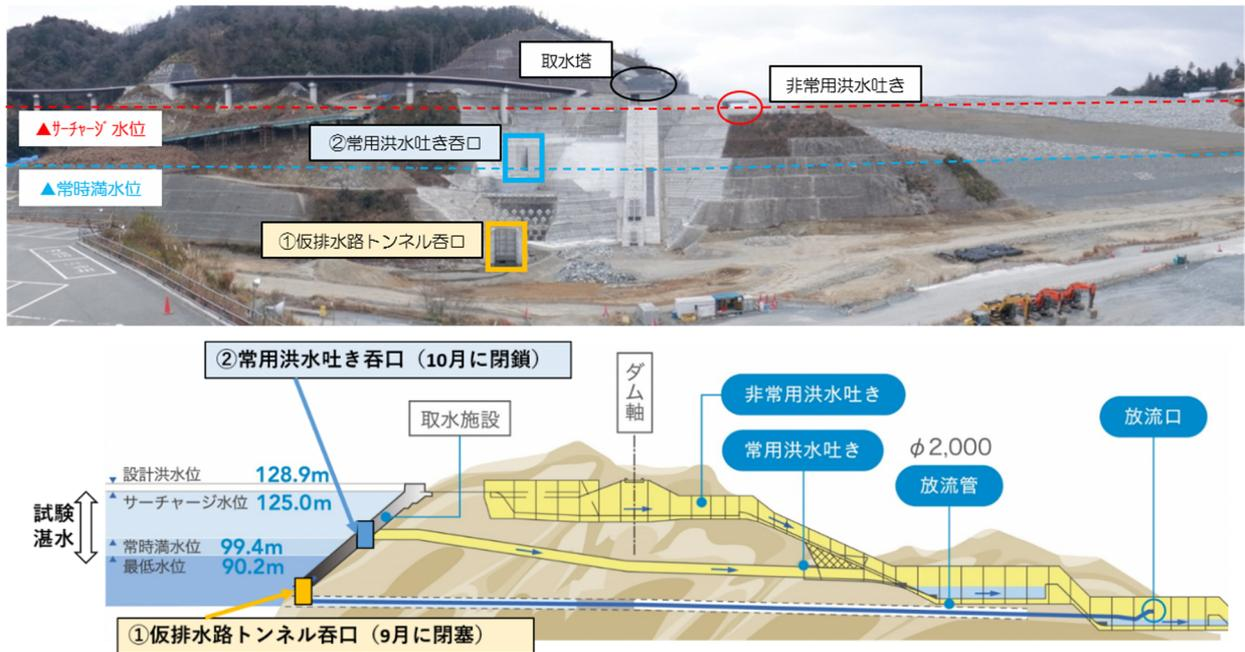 取水塔
非常用洪水吐き
▲ｻｰﾁｬｰｼﾞ水位
②常用洪水吐き呑口
▲常時満水位
①仮排水路トンネル呑口
②常用洪水吐き呑口（10月に閉鎖）
ダム軸
取水施設
非常用洪水吐き
常用洪水吐き
φ2,000
放流管
放流口
試験
湛水
設計洪水位 128.9m
サーチャージ水位 125.0m
常時満水位 99.4m
最低水位 90.2m
①仮排水路トンネル呑口（9月に閉塞）